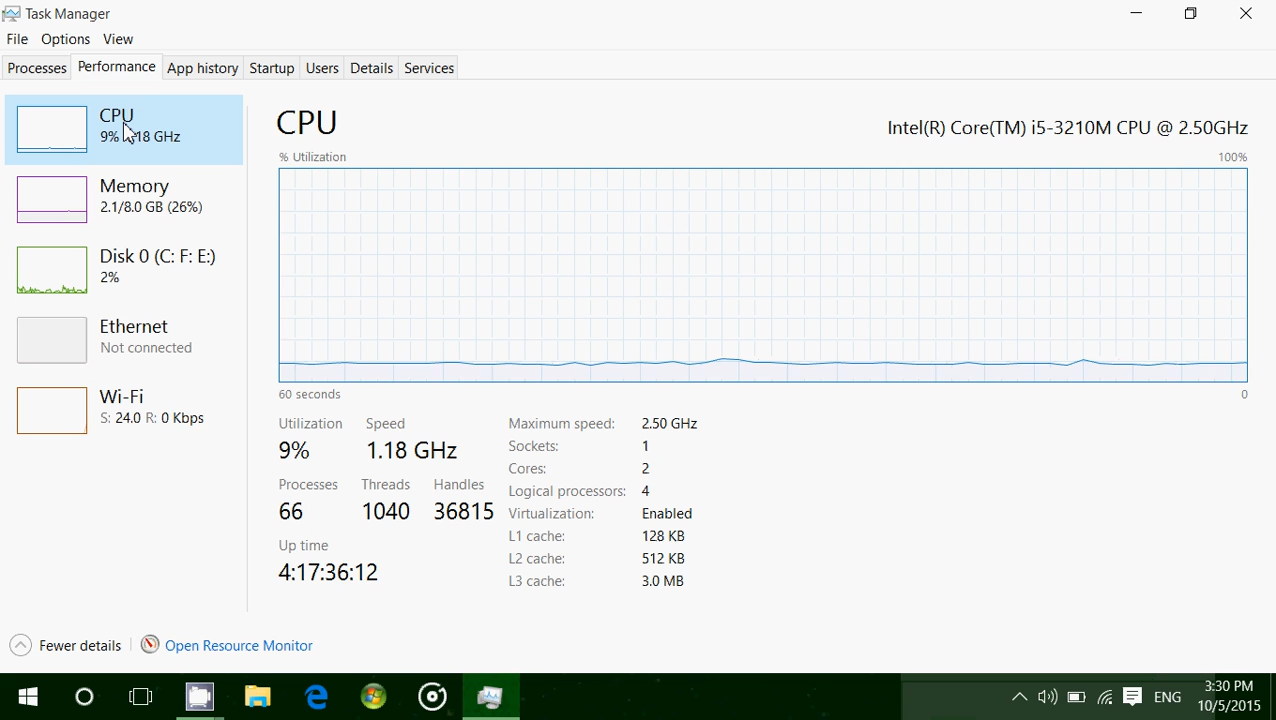 Task Manager
File Options View
Processes Performance App history Startup Users Details Services
CPU
9% 18 GHz
Memory
2.1/8.0 GB (26%)
Disk 0 (C: F: E:)
2%
Ethernet
Not connected
Wi-Fi
S: 24.0 R: 0 Kbps
CPU
Intel(R) Core(TM) i5-3210M CPU @ 2.50GHz
% Utilization 100%
60 seconds 0
Utilization Speed
9% 1.18 GHz
Processes Threads Handles
66 1040 36815
Up time
4:17:36:12
Maximum speed: 2.50 GHz
Sockets: 1
Cores: 2
Logical processors: 4
Virtualization: Enabled
L1 cache: 128 KB
L2 cache: 512 KB
L3 cache: 3.0 MB
Fewer details Open Resource Monitor
ENG
3:30 PM
10/5/2015